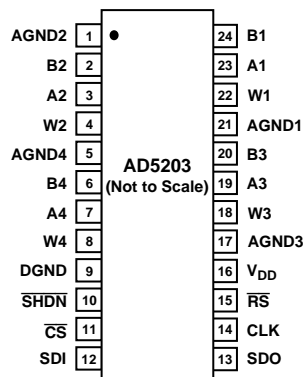 AGND2 1 24 B1
B2 2 23 A1
A2 3 22 W1
W2 4 21 AGND1
AGND4 5 20 B3
AD5203
(Not to Scale)
B4 6 19 A3
A4 7 18 W3
W4 8 17 AGND3
DGND 9 16 VDD
SHDN 10 15 RS
CS 11 14 CLK
SDI 12 13 SDO